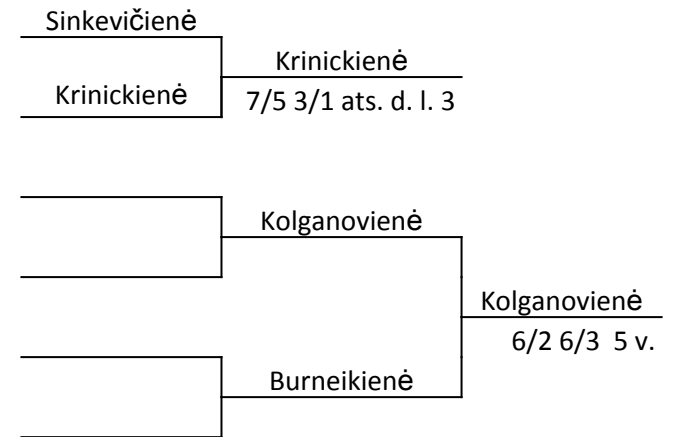 Sinkevičienė
Krinickienė
Krinickienė
7/5 3/1 ats. d. l. 3
Kolganovienė
Kolganovienė
6/2 6/3 5 v.
Burneikienė